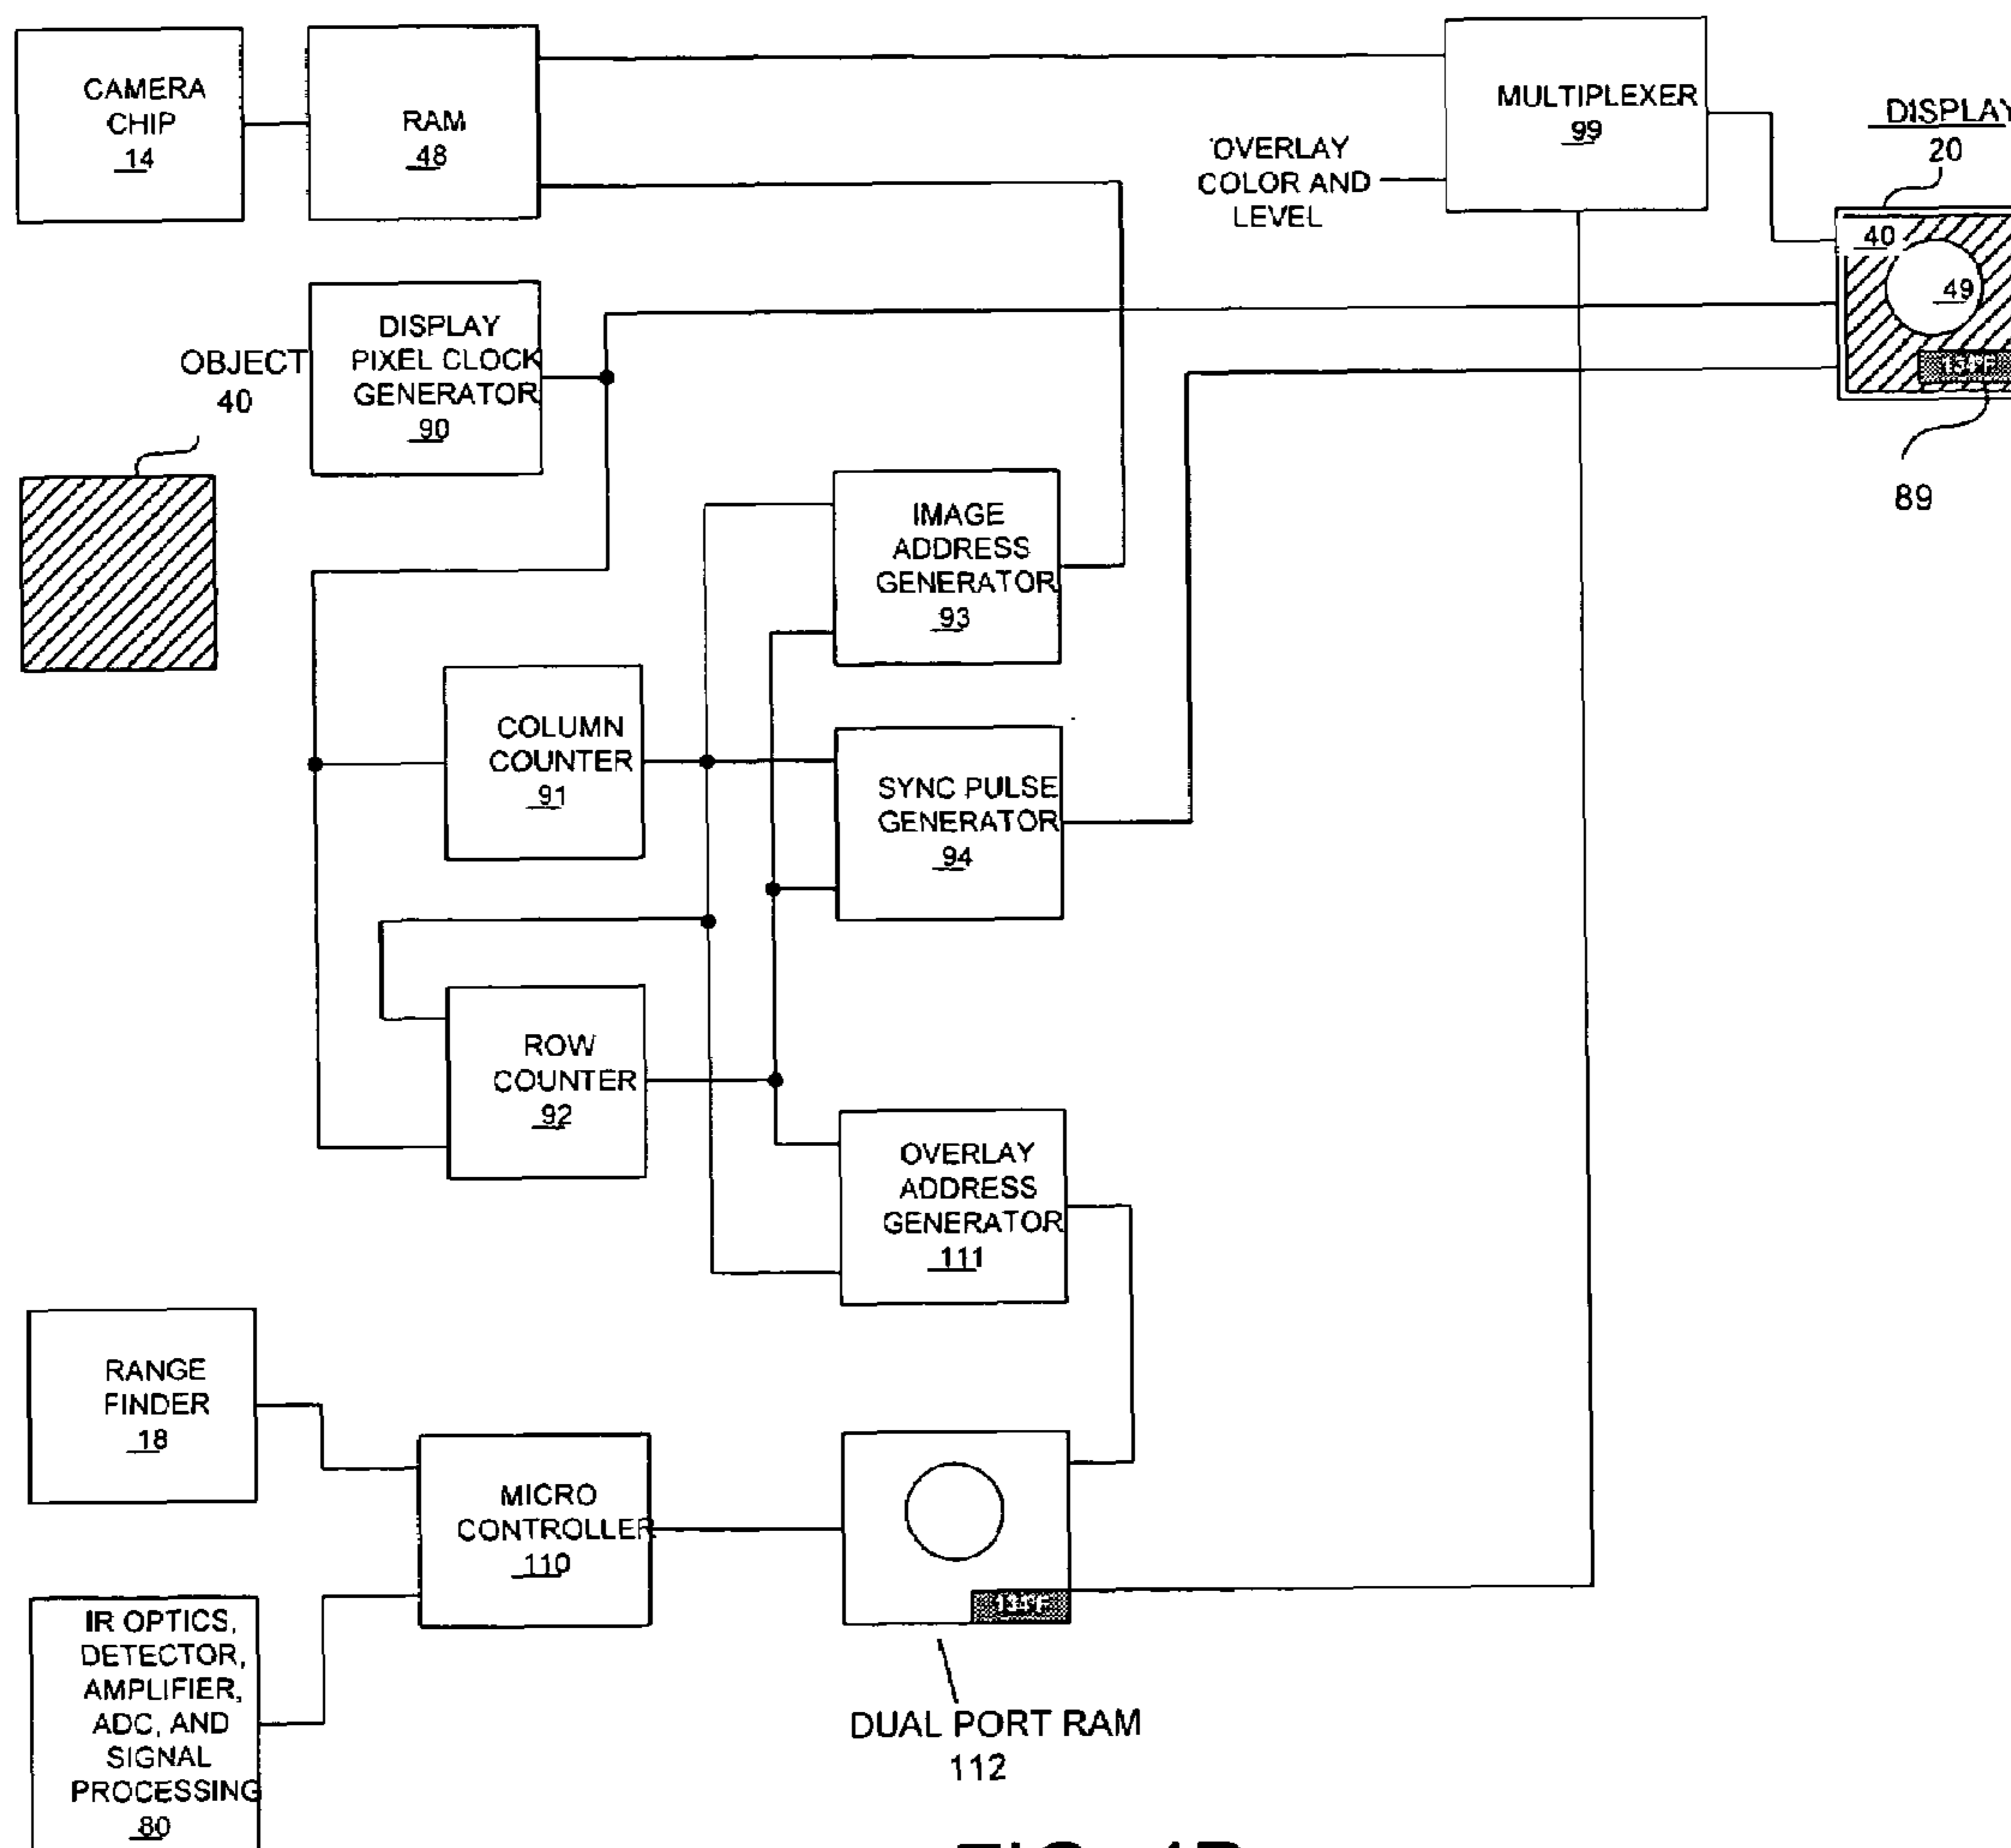 CAMERA
CHIP
14
RAM
48
MULTIPLEXER
99
OVERLAY
COLOR AND
LEVEL
DISPLAY
20
40
49
89
DISPLAY
PIXEL CLOCK
GENERATOR
90
OBJECT
40
IMAGE
ADDRESS
GENERATOR
93
COLUMN
COUNTER
91
SYNC PULSE
GENERATOR
94
ROW
COUNTER
92
OVERLAY
ADDRESS
GENERATOR
111
RANGE
FINDER
18
MICRO
CONTROLLER
110
IR OPTICS,
DETECTOR,
AMPLIFIER,
ADC, AND
SIGNAL
PROCESSING
80
DUAL PORT RAM
112